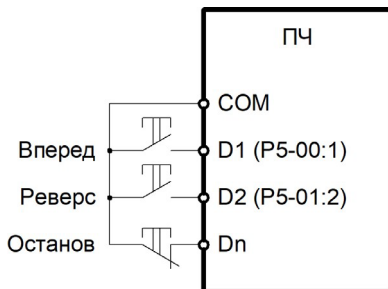 ПЧ
COM
Вперед D1 (P5-00:1)
Реверс D2 (P5-01:2)
Останов Dn